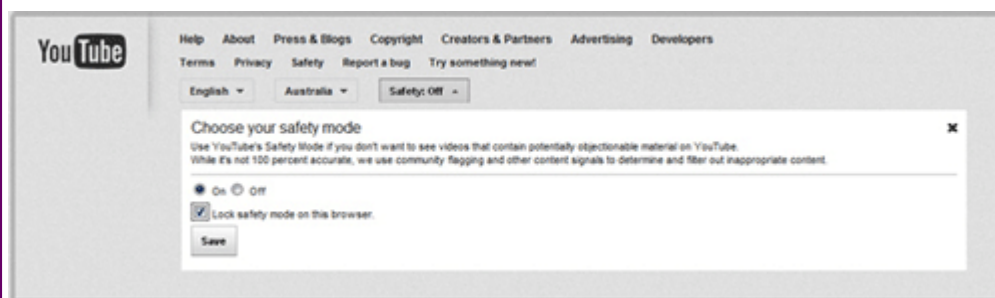 YouTube
Help About Press & Blogs Copyright Creators & Partners Advertising Developers
Terms Privacy Safety Report a bug Try something new!
English Australia Safety: Off
Choose your safety mode
Use YouTube's Safety Mode if you don't want to see videos that contain potentially objectionable material on YouTube.
While it's not 100 percent accurate, we use community flagging and other content signals to determine and filter out inappropriate content.
On Off
Lock safety mode on this browser.
Save